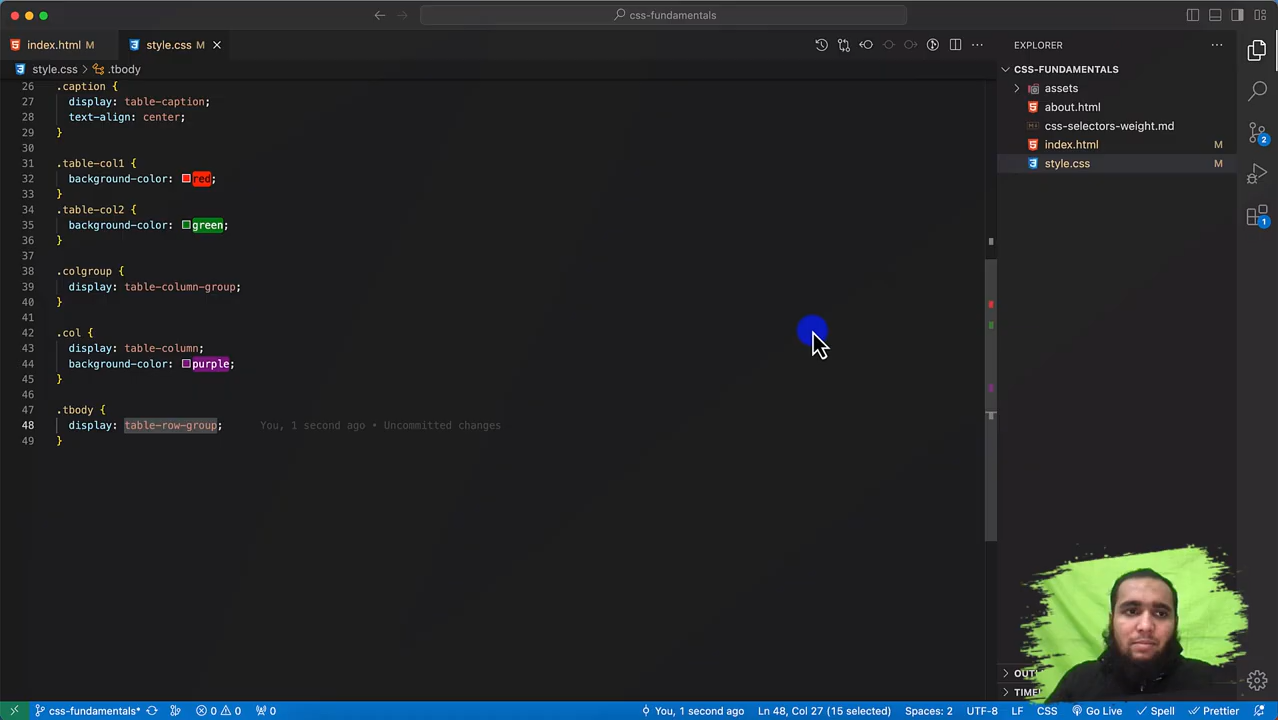 css-fundamentals
index.html M
style.css M
style.css > .tbody
EXPLORER
CSS-FUNDAMENTALS
assets
about.html
css-selectors-weight.md
index.html M
style.css M
2
1
26 .caption {
27 display: table-caption;
28 text-align: center;
29 }
30
31 .table-col1 {
32 background-color: red;
33 }
34 .table-col2 {
35 background-color: green;
36 }
37
38 .colgroup {
39 display: table-column-group;
40 }
41
42 .col {
43 display: table-column;
44 background-color: purple;
45 }
46
47 .tbody {
48 display: table-row-group; You, 1 second ago • Uncommitted changes
49 }
css-fundamentals* 0 0 0 You, 1 second ago Ln 48, Col 27 (15 selected) Spaces: 2 UTF-8 LF CSS Go Live Spell Prettier